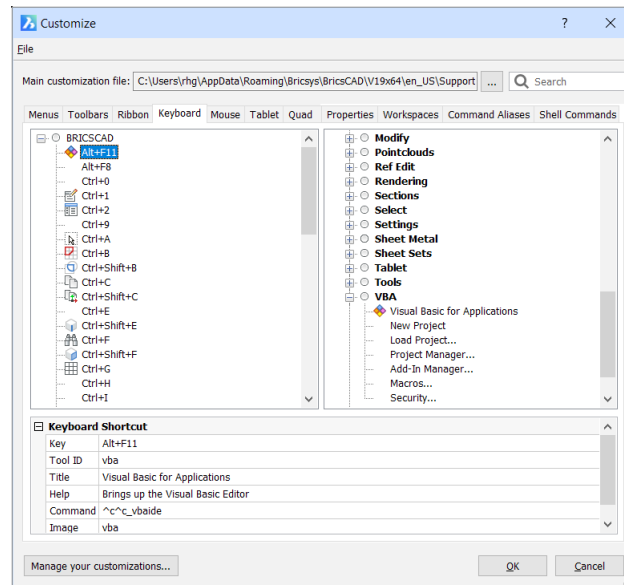 Customize
File
Main customization file: C:\Users\rhg\AppData\Roaming\Bricsys\BricsCAD\V19x64\en_US\Support ... Search
Menus Toolbars Ribbon Keyboard Mouse Tablet Quad Properties Workspaces Command Aliases Shell Commands
BRICSCAD
Alt+F11
Alt+F8
Ctrl+0
Ctrl+1
Ctrl+2
Ctrl+9
Ctrl+A
Ctrl+B
Ctrl+Shift+B
Ctrl+C
Ctrl+Shift+C
Ctrl+E
Ctrl+Shift+E
Ctrl+F
Ctrl+Shift+F
Ctrl+G
Ctrl+H
Ctrl+I
Modify
Pointclouds
Ref Edit
Rendering
Sections
Select
Settings
Sheet Metal
Sheet Sets
Tablet
Tools
VBA
Visual Basic for Applications
New Project
Load Project...
Project Manager...
Add-In Manager...
Macros...
Security...
Keyboard Shortcut
Key Alt+F11
Tool ID vba
Title Visual Basic for Applications
Help Brings up the Visual Basic Editor
Command ^c^c_vbaide
Image vba
Manage your customizations... OK Cancel